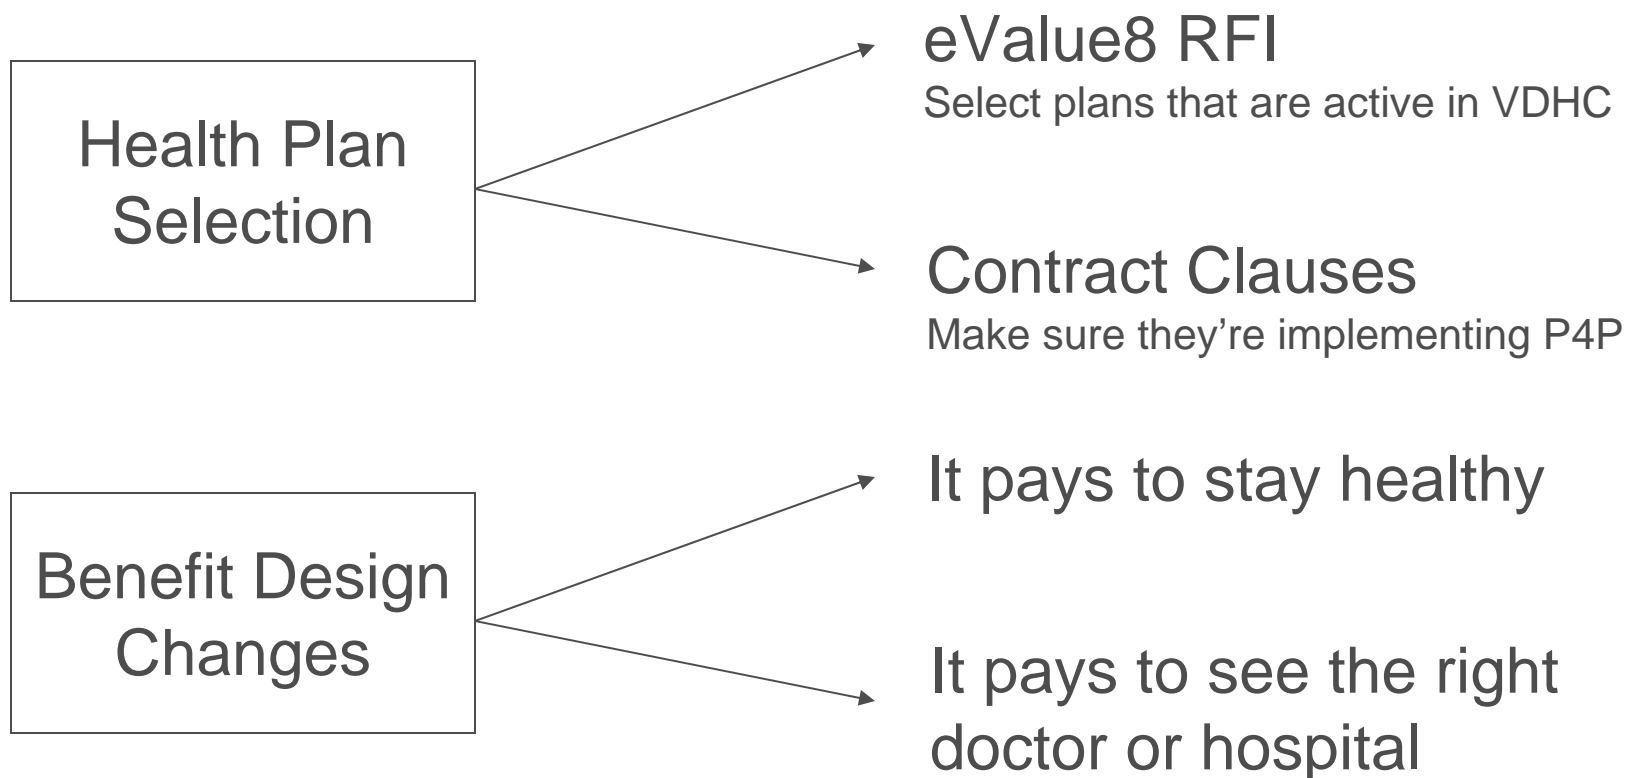 Health Plan
Selection
eValue8 RFI
Select plans that are active in VDHC
Contract Clauses
Make sure they’re implementing P4P
Benefit Design
Changes
It pays to stay healthy
It pays to see the right
doctor or hospital